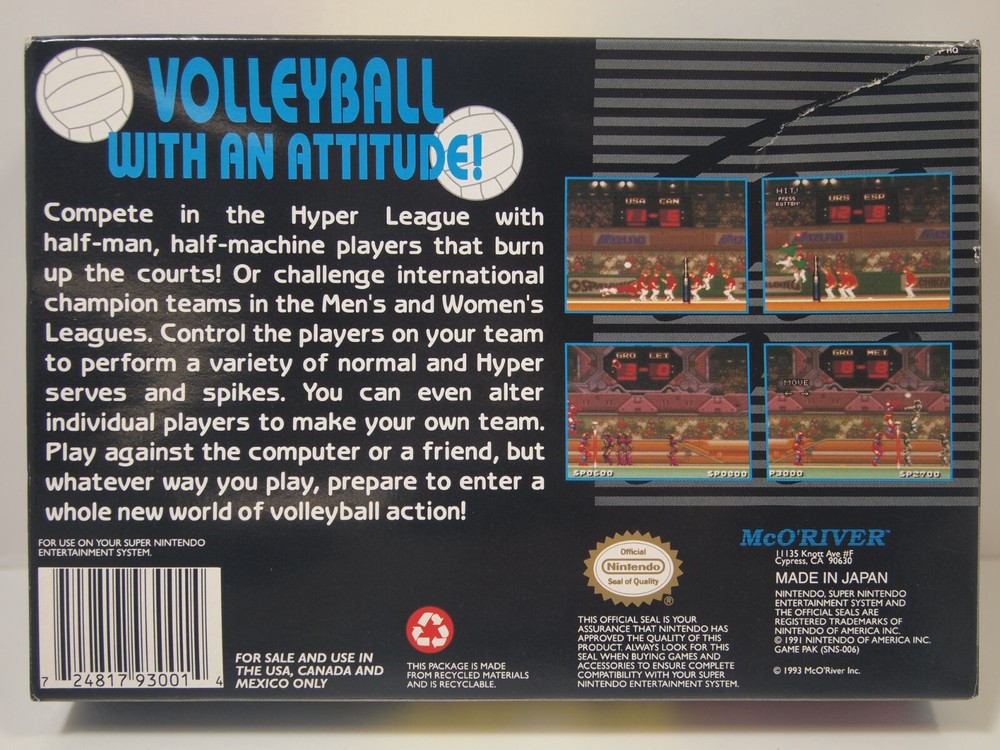 VOLLEYBALL
WITH AN ATTITUDE!
Compete in the Hyper League with
half-man, half-machine players that burn
up the courts! Or challenge international
champion teams in the Men's and Women's
Leagues. Control the players on your team
to perform a variety of normal and Hyper
serves and spikes. You can even alter
individual players to make your own team.
Play against the computer or a friend, but
whatever way you play, prepare to enter a
whole new world of volleyball action!
FOR USE ON YOUR SUPER NINTENDO
ENTERTAINMENT SYSTEM.
7 24817 93001 4
FOR SALE AND USE IN
THE USA, CANADA AND
MEXICO ONLY
THIS PACKAGE IS MADE
FROM RECYCLED MATERIALS
AND IS RECYCLABLE.
USA CAN
HIT!
PRESS
BUTTON!
URS ESP
GRO LET
3-0
SP0600 SP0800
GRO MET
MOVE
P3000 SP2700
Official
Nintendo
Seal of Quality
®
THIS OFFICIAL SEAL IS YOUR
ASSURANCE THAT NINTENDO HAS
APPROVED THE QUALITY OF THIS
PRODUCT. ALWAYS LOOK FOR THIS
SEAL WHEN BUYING GAMES AND
ACCESSORIES TO ENSURE COMPLETE
COMPATIBILITY WITH YOUR SUPER
NINTENDO ENTERTAINMENT SYSTEM.
McO'RIVER™
11135 Knott Ave #F
Cypress, CA 90630
MADE IN JAPAN
NINTENDO, SUPER NINTENDO
ENTERTAINMENT SYSTEM AND
THE OFFICIAL SEALS ARE
REGISTERED TRADEMARKS OF
NINTENDO OF AMERICA INC.
© 1991 NINTENDO OF AMERICA INC.
GAME PAK (SNS-006)
© 1993 McO'River Inc.